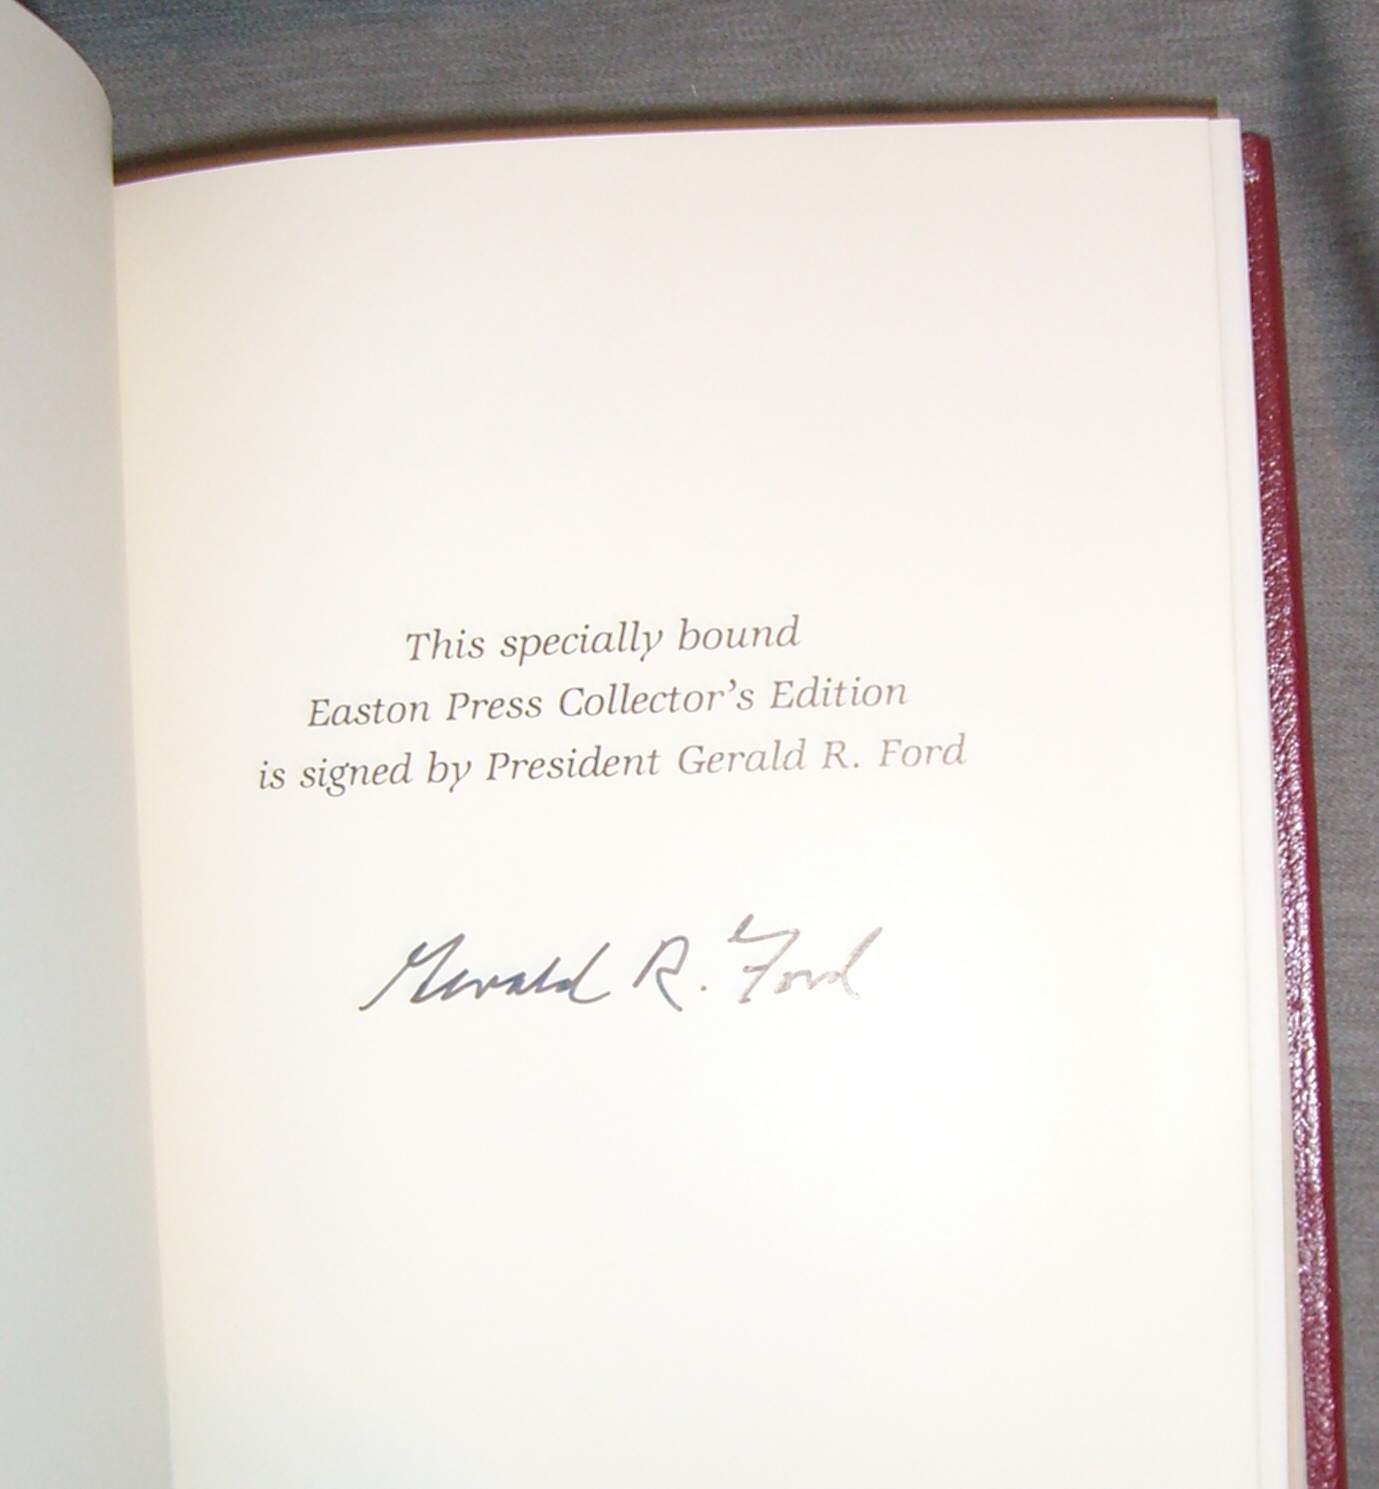 This specially bound
Easton Press Collector’s Edition
is signed by President Gerald R. Ford
Gerald R. Ford